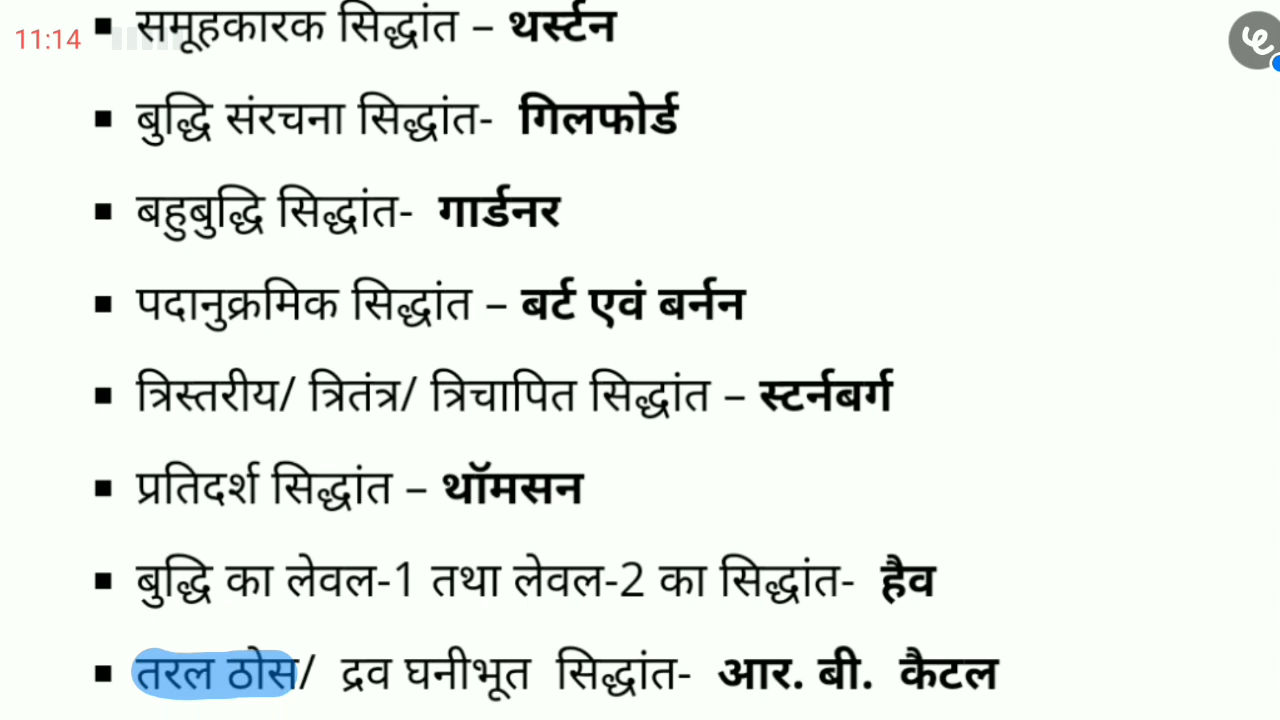 समूहकारक सिद्धांत – थर्स्टन
11:14
बुद्धि संरचना सिद्धांत- गिलफोर्ड
बहुबुद्धि सिद्धांत- गार्डनर
पदानुक्रमिक सिद्धांत – बर्ट एवं बर्नन
त्रिस्तरीय/ त्रितंत्र/ त्रिचापित सिद्धांत – स्टर्नबर्ग
प्रतिदर्श सिद्धांत – थॉमसन
बुद्धि का लेवल-1 तथा लेवल-2 का सिद्धांत- हैव
तरल ठोस/ द्रव घनीभूत सिद्धांत- आर. बी. कैटल